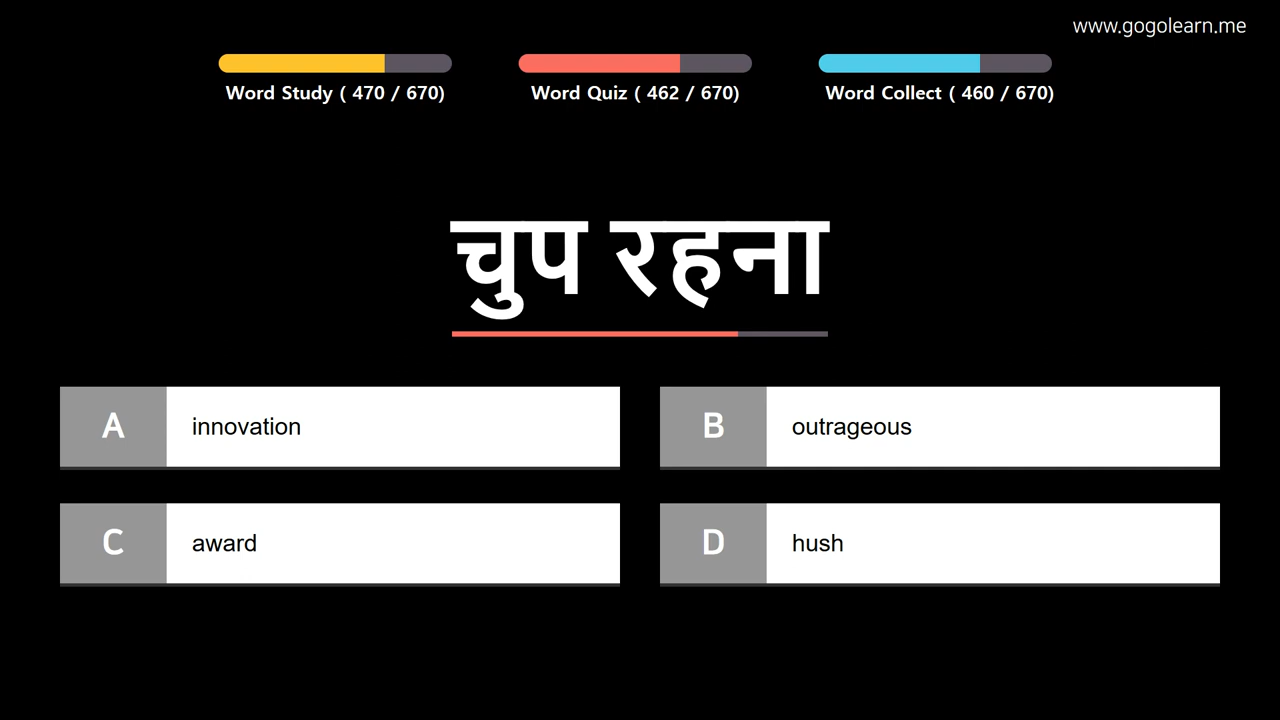 www.gogolearn.me
Word Study ( 470 / 670)
Word Quiz ( 462 / 670)
Word Collect ( 460 / 670)
चुप रहना
A innovation
B outrageous
C award
D hush